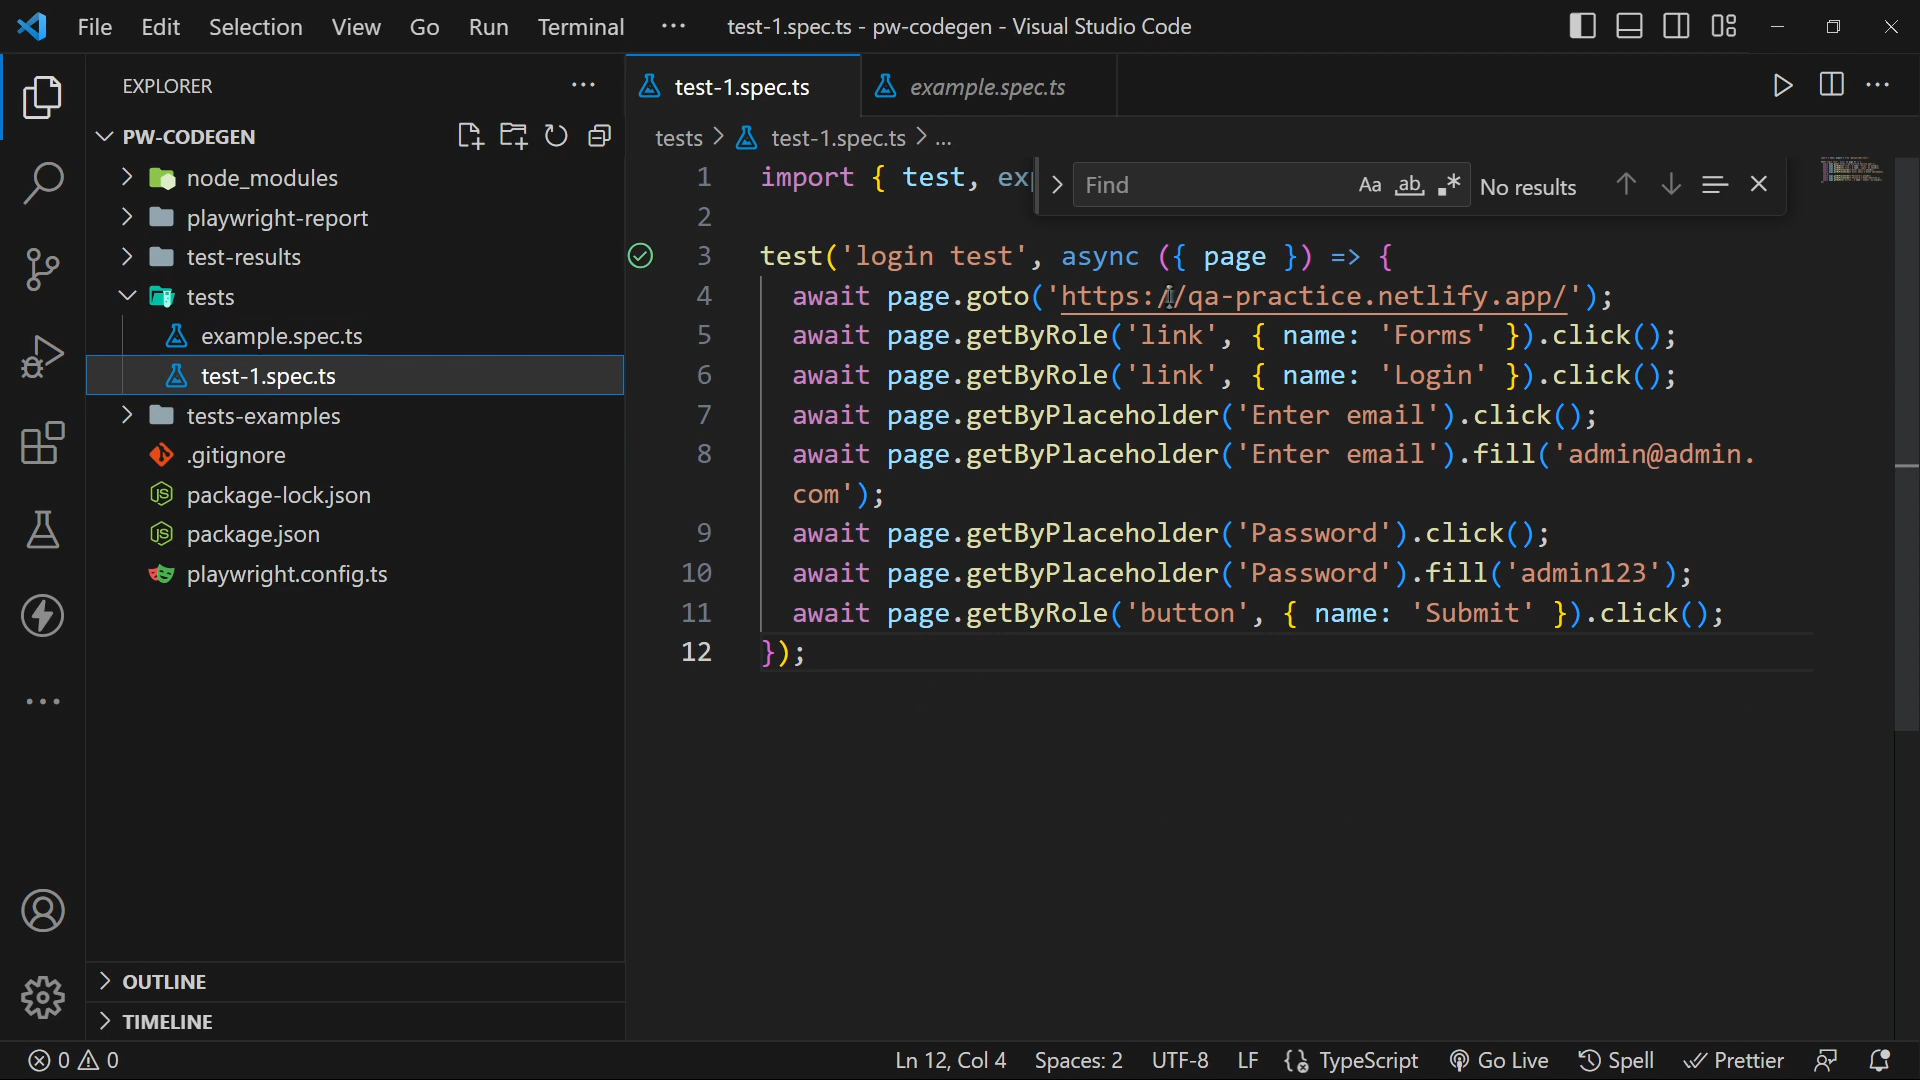 File Edit Selection View Go Run Terminal ··· test-1.spec.ts - pw-codegen - Visual Studio Code
EXPLORER ···
PW-CODEGEN
node_modules
playwright-report
test-results
tests
example.spec.ts
test-1.spec.ts
tests-examples
.gitignore
package-lock.json
package.json
playwright.config.ts
OUTLINE
TIMELINE
test-1.spec.ts example.spec.ts
tests > test-1.spec.ts > ...
Find Aa ab .* No results
1 import { test,
2
3 test('login test', async ({ page }) => {
4 await page.goto('https://qa-practice.netlify.app/');
5 await page.getByRole('link', { name: 'Forms' }).click();
6 await page.getByRole('link', { name: 'Login' }).click();
7 await page.getByPlaceholder('Enter email').click();
8 await page.getByPlaceholder('Enter email').fill('admin@admin.
com');
9 await page.getByPlaceholder('Password').click();
10 await page.getByPlaceholder('Password').fill('admin123');
11 await page.getByRole('button', { name: 'Submit' }).click();
12 });
0 0 Ln 12, Col 4 Spaces: 2 UTF-8 LF TypeScript Go Live Spell Prettier